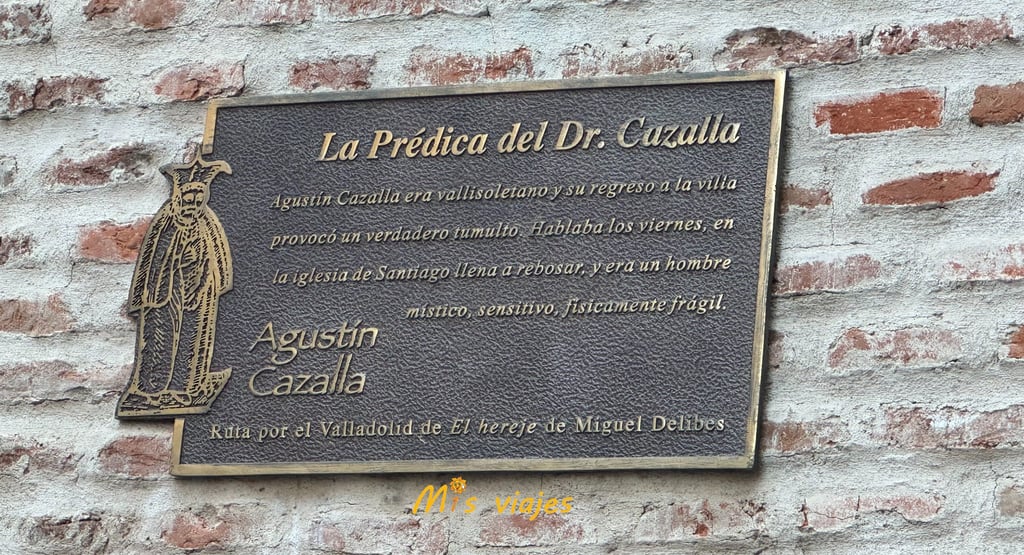 La Prédica del Dr. Cazalla
Agustín Cazalla era vallisoletano y su regreso a la villa
provocó un verdadero tumulto. Hablaba los viernes, en
la iglesia de Santiago llena a rebosar, y era un hombre
místico, sensitivo, físicamente frágil.
Agustín
Cazalla
Ruta por el Valladolid de El hereje de Miguel Delibes
Mis viajes